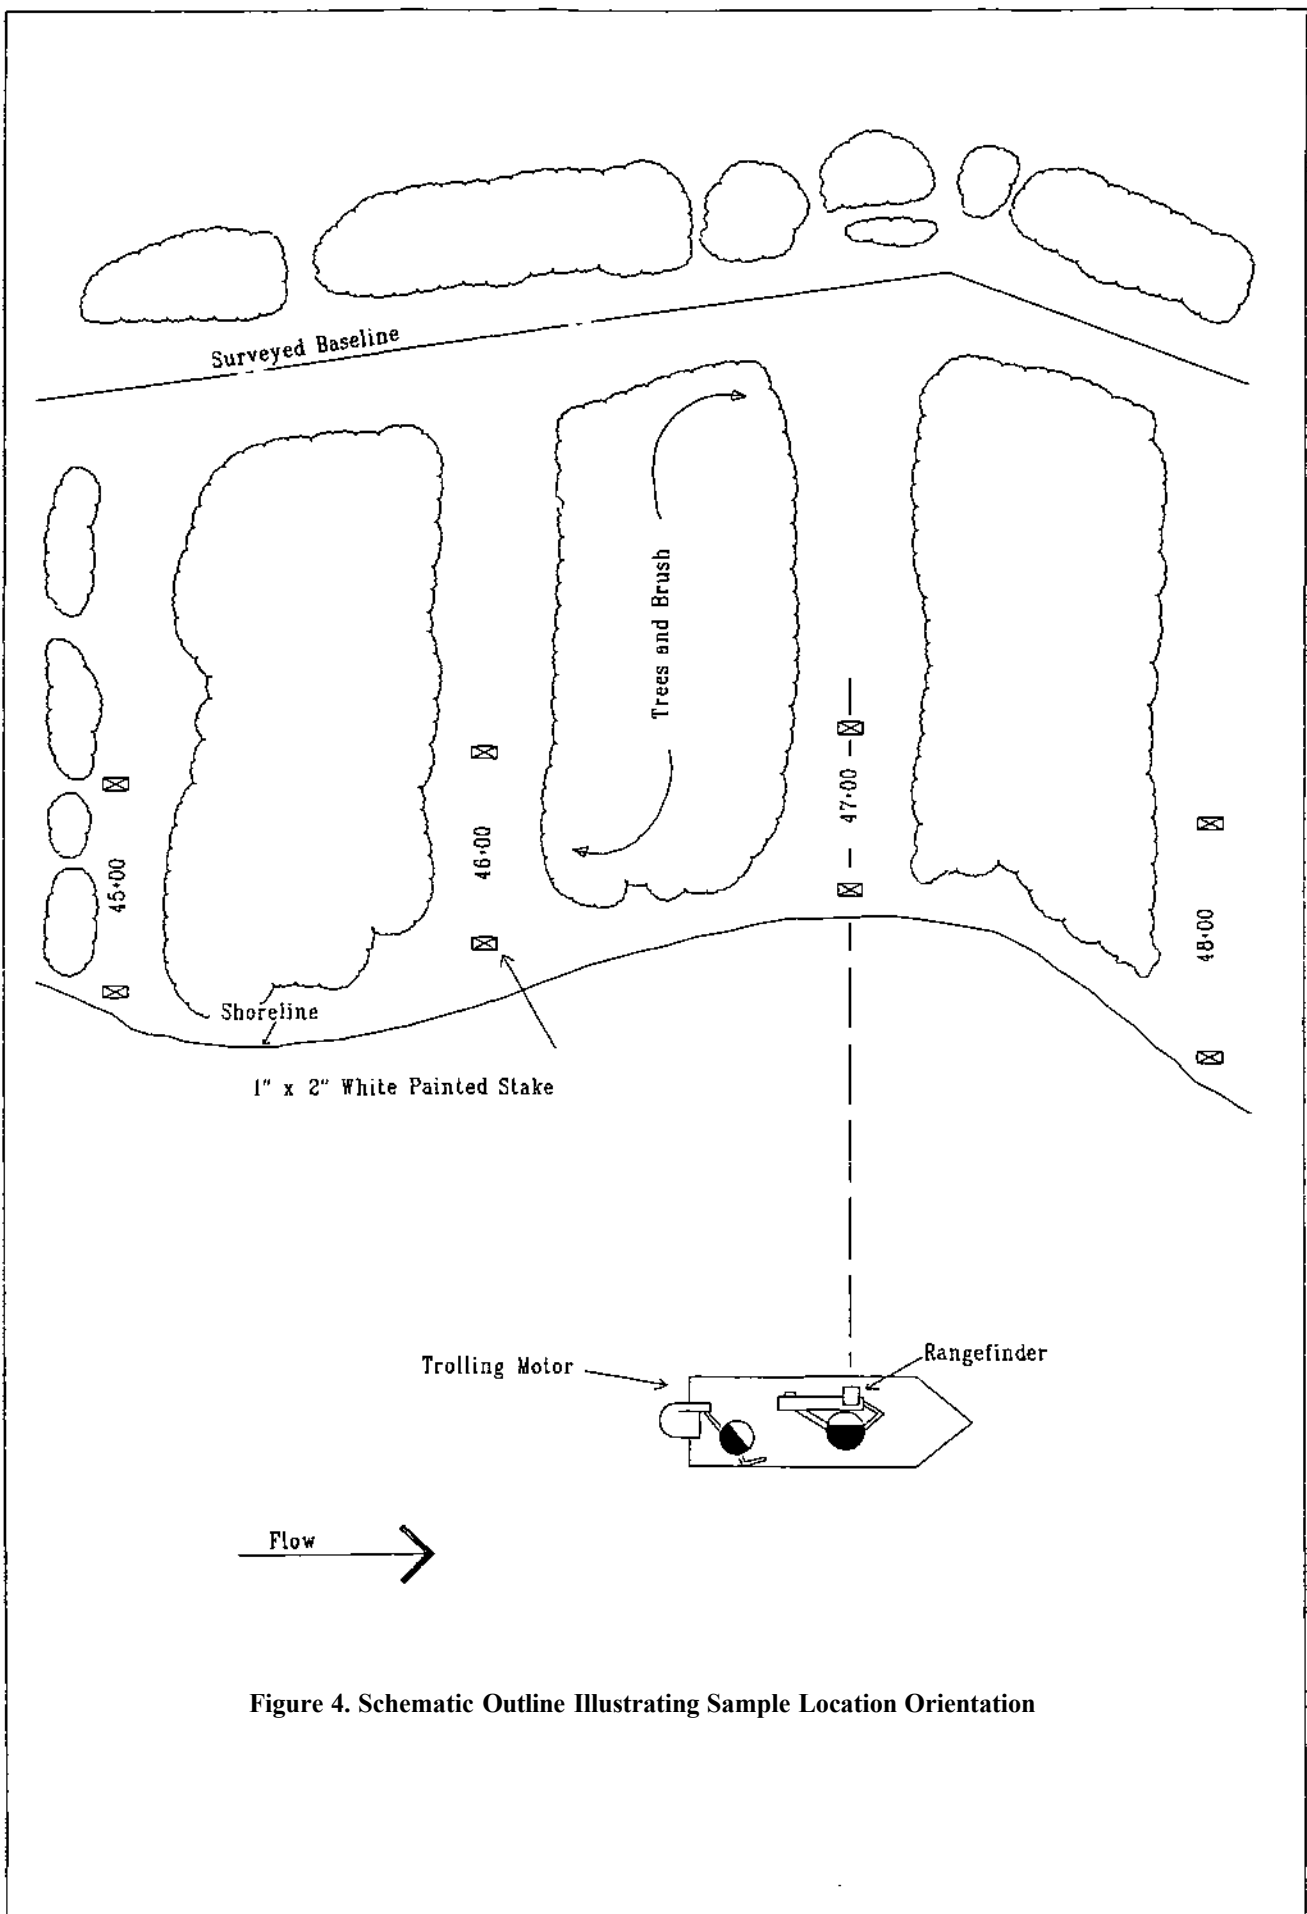 Surveyed Baseline
Trees and Brush
45+00
46+00
47+00
48+00
Shoreline
1" x 2" White Painted Stake
Trolling Motor
Rangefinder
Flow
Figure 4. Schematic Outline Illustrating Sample Location Orientation